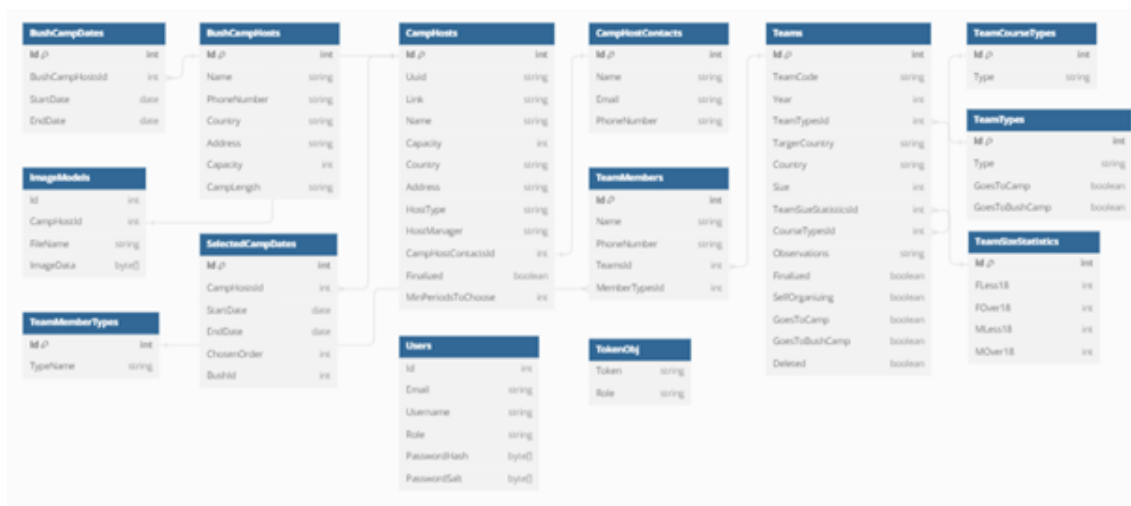 BushCampDates
Id int
BushCampHostsId int
StartDate date
EndDate date
BushCampHosts
Id int
Name string
PhoneNumber string
Country string
Address string
Capacity int
CampLength string
CampHosts
Id int
Uuid string
Link string
Name string
Capacity int
Country string
Address string
HostType string
HostManager string
CampHostContactsId int
Finalized boolean
MinPeriodsToChoose int
CampHostContacts
Id int
Name string
Email string
PhoneNumber string
Teams
Id int
TeamCode string
Year int
TeamTypesId int
TargerCountry string
Country string
Size int
TeamSizeStatisticsId int
CourseTypesId int
Observations string
Finalized boolean
SelfOrganizing boolean
GoesToCamp boolean
GoesToBushCamp boolean
Deleted boolean
TeamCourseTypes
Id int
Type string
TeamTypes
Id int
Type string
GoesToCamp boolean
GoesToBushCamp boolean
ImageModels
Id int
CampHostId int
FileName string
ImageData byte[]
SelectedCampDates
Id int
CampHostsId int
StartDate date
EndDate date
ChosenOrder int
BushId int
TeamMembers
Id int
Name string
PhoneNumber string
TeamsId int
MemberTypesId int
TeamSizeStatistics
Id int
FLess18 int
FOver18 int
MLess18 int
MOver18 int
TeamMemberTypes
Id int
TypeName string
Users
Id int
Email string
Username string
Role string
PasswordHash byte[]
PasswordSalt byte[]
TokenObj
Token string
Role string